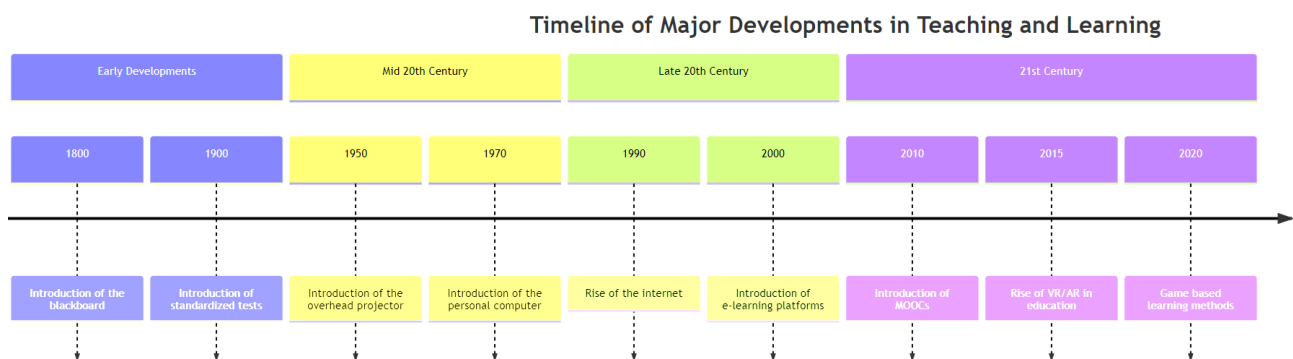 Timeline of Major Developments in Teaching and Learning
Early Developments
Mid 20th Century
Late 20th Century
21st Century
1800
1900
1950
1970
1990
2000
2010
2015
2020
Introduction of the
blackboard
Introduction of
standardized tests
Introduction of the
overhead projector
Introduction of the
personal computer
Rise of the internet
Introduction of
e-learning platforms
Introduction of
MOOCs
Rise of VR/AR in
education
Game based
learning methods